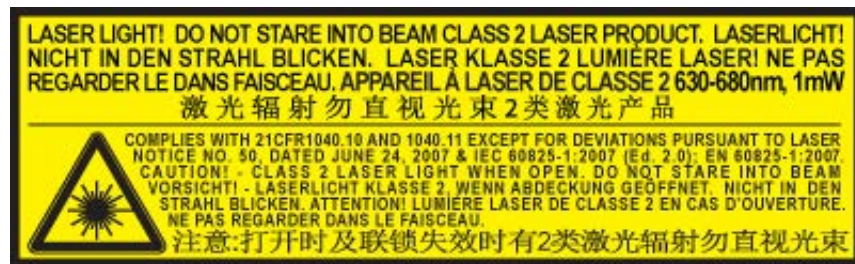 LASER LIGHT! DO NOT STARE INTO BEAM CLASS 2 LASER PRODUCT. LASERLICHT!
NICHT IN DEN STRAHL BLICKEN. LASER KLASSE 2 LUMIÈRE LASER! NE PAS
REGARDER LE DANS FAISCEAU. APPAREIL À LASER DE CLASSE 2 630-680nm, 1mW
激光辐射勿直视光束2类激光产品
COMPLIES WITH 21CFR1040.10 AND 1040.11 EXCEPT FOR DEVIATIONS PURSUANT TO LASER
NOTICE NO. 50, DATED JUNE 24, 2007 & IEC 60825-1:2007 (Ed. 2.0); EN 60825-1:2007.
CAUTION! - CLASS 2 LASER LIGHT WHEN OPEN. DO NOT STARE INTO BEAM
VORSICHT! - LASERLICHT KLASSE 2, WENN ABDECKUNG GEÖFFNET. NICHT IN DEN
STRAHL BLICKEN. ATTENTION! LUMIÈRE LASER DE CLASSE 2 EN CAS D'OUVERTURE.
NE PAS REGARDER DANS LE FAISCEAU.
注意:打开时及联锁失效时有2类激光辐射勿直视光束